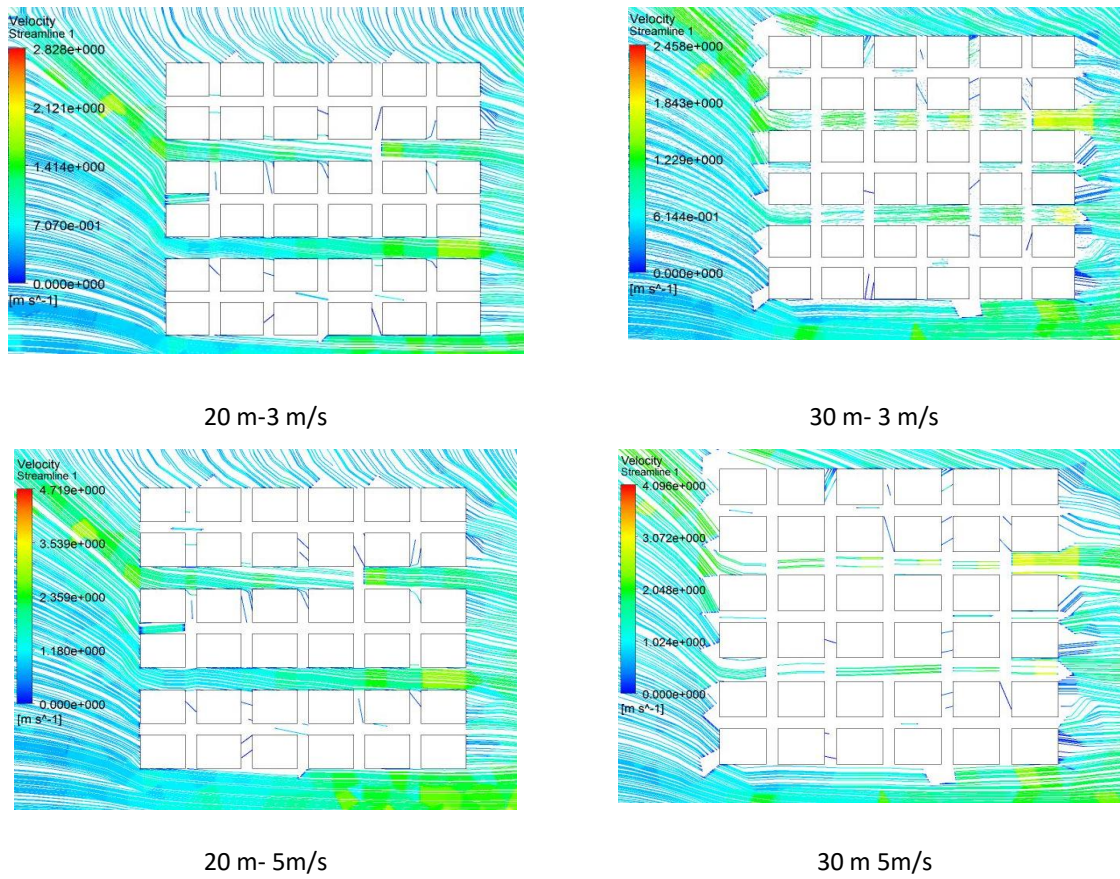 Velocity
Streamline 1
2.828e+000
2.121e+000
1.414e+000
7.070e-001
0.000e+000
[m s^-1]
Velocity
Streamline 1
2.458e+000
1.843e+000
1.229e+000
6.144e-001
0.000e+000
[m s^-1]
20 m-3 m/s
30 m- 3 m/s
Velocity
Streamline 1
4.719e+000
3.539e+000
2.359e+000
1.180e+000
0.000e+000
[m s^-1]
Velocity
Streamline 1
4.096e+000
3.072e+000
2.048e+000
1.024e+000
0.000e+000
[m s^-1]
20 m- 5m/s
30 m 5m/s